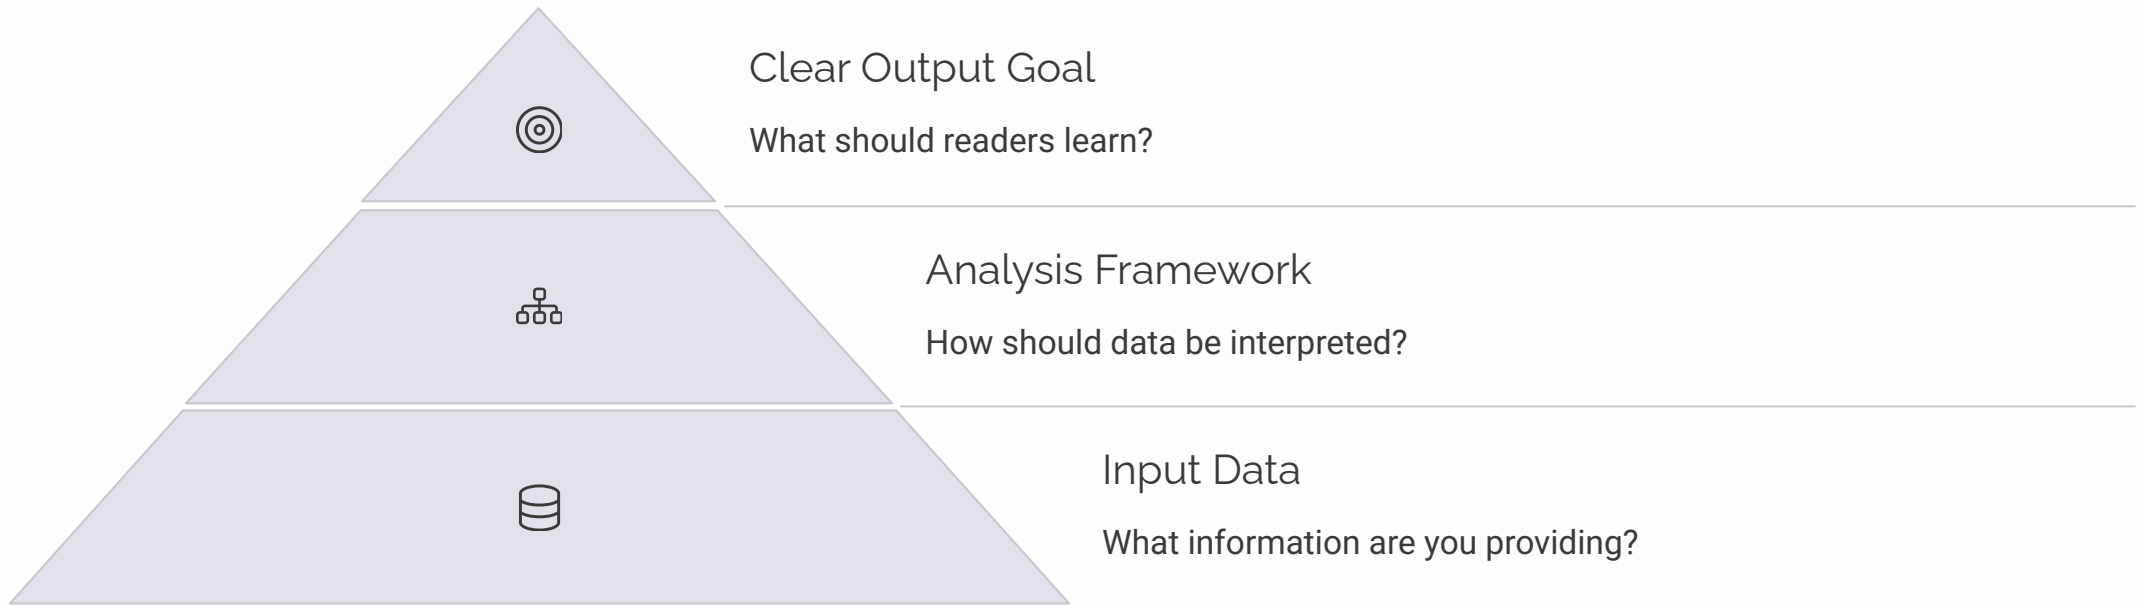 Clear Output Goal
What should readers learn?
Analysis Framework
How should data be interpreted?
Input Data
What information are you providing?